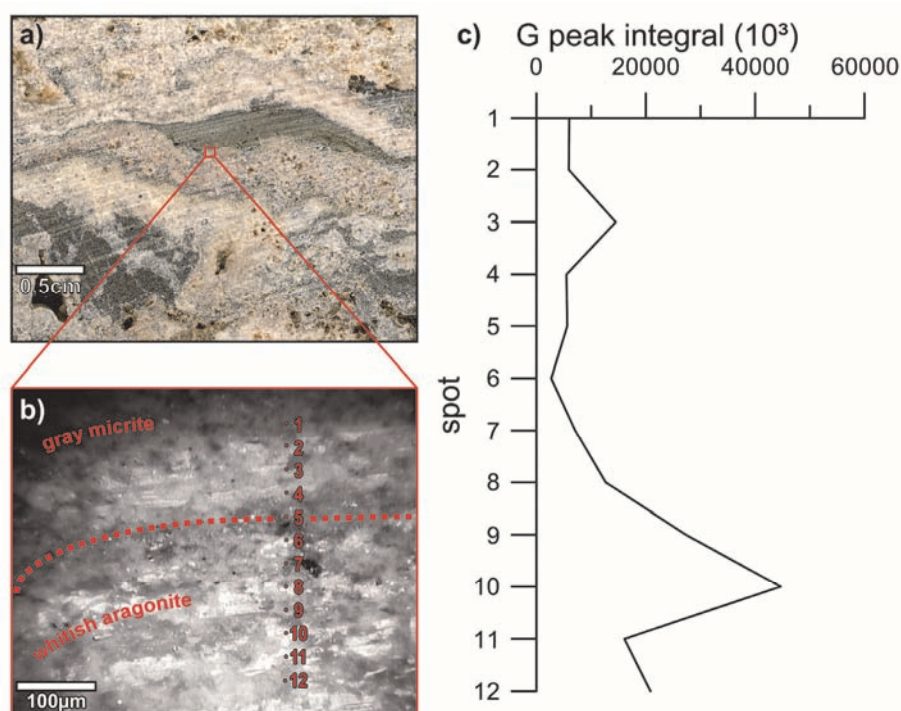 a)
0.5cm
b)
gray micrite
whitish aragonite
100µm
1
2
3
4
5
6
7
8
9
10
11
12
c) G peak integral (10³)
0 20000 40000 60000
spot
1
2
3
4
5
6
7
8
9
10
11
12